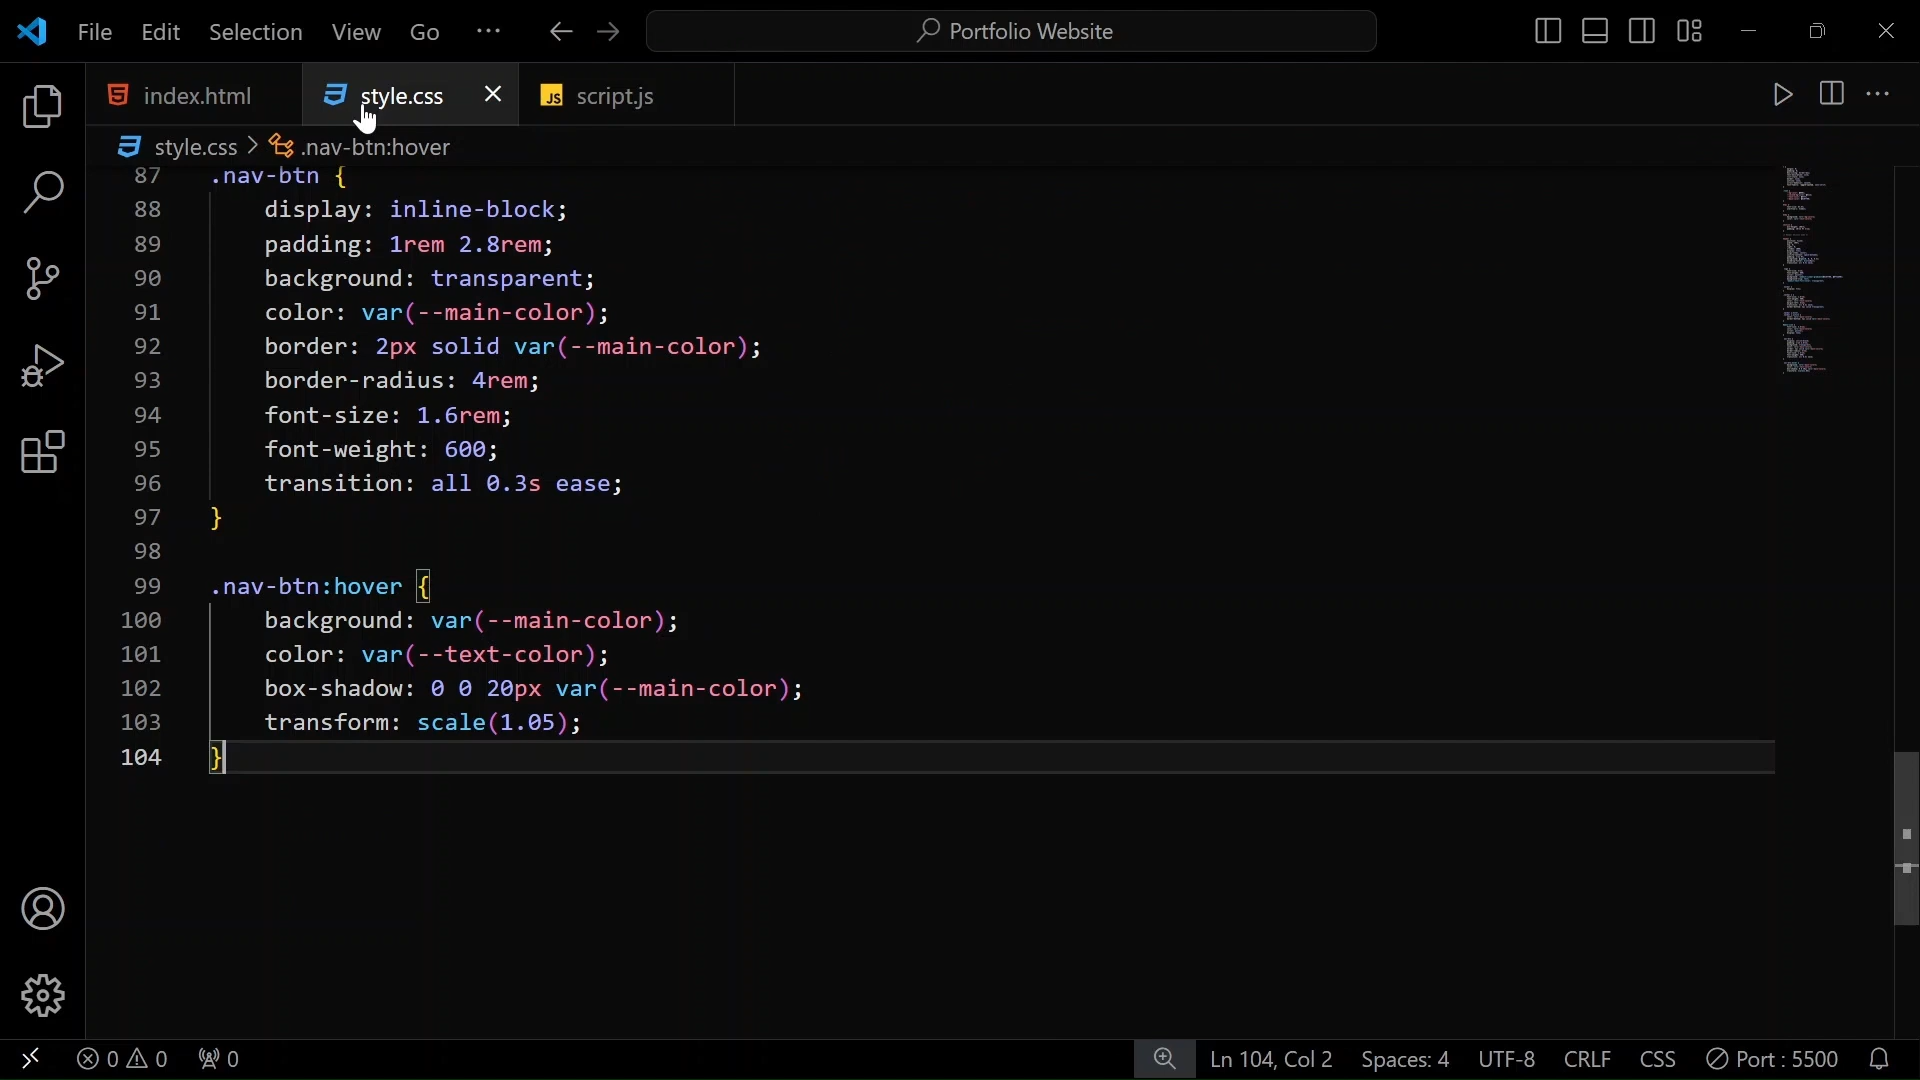 File Edit Selection View Go ··· Portfolio Website
index.html style.css script.js
style.css > .nav-btn:hover
87 .nav-btn {
88 display: inline-block;
89 padding: 1rem 2.8rem;
90 background: transparent;
91 color: var(--main-color);
92 border: 2px solid var(--main-color);
93 border-radius: 4rem;
94 font-size: 1.6rem;
95 font-weight: 600;
96 transition: all 0.3s ease;
97 }
98
99 .nav-btn:hover {
100 background: var(--main-color);
101 color: var(--text-color);
102 box-shadow: 0 0 20px var(--main-color);
103 transform: scale(1.05);
104 }
0 0 0 Ln 104, Col 2 Spaces: 4 UTF-8 CRLF CSS Port : 5500